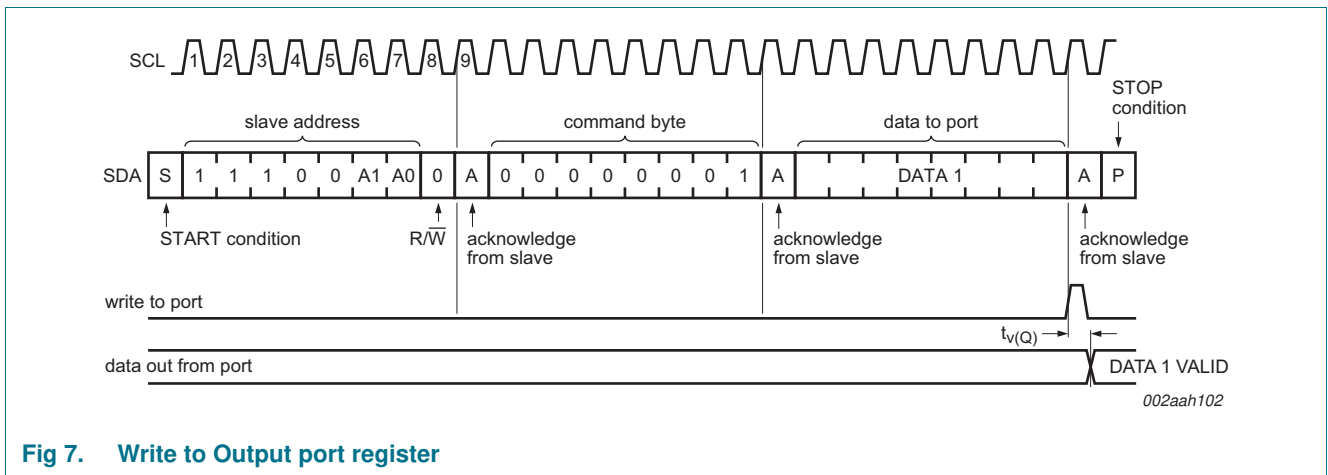 SCL 1 2 3 4 5 6 7 8 9
STOP
condition
slave address command byte data to port
SDA S 1 1 1 0 0 A1 A0 0 A 0 0 0 0 0 0 0 1 A DATA 1 A P
START condition R/W̅ acknowledge
from slave acknowledge
from slave acknowledge
from slave
write to port
tv(Q)
data out from port DATA 1 VALID
002aah102
Fig 7. Write to Output port register